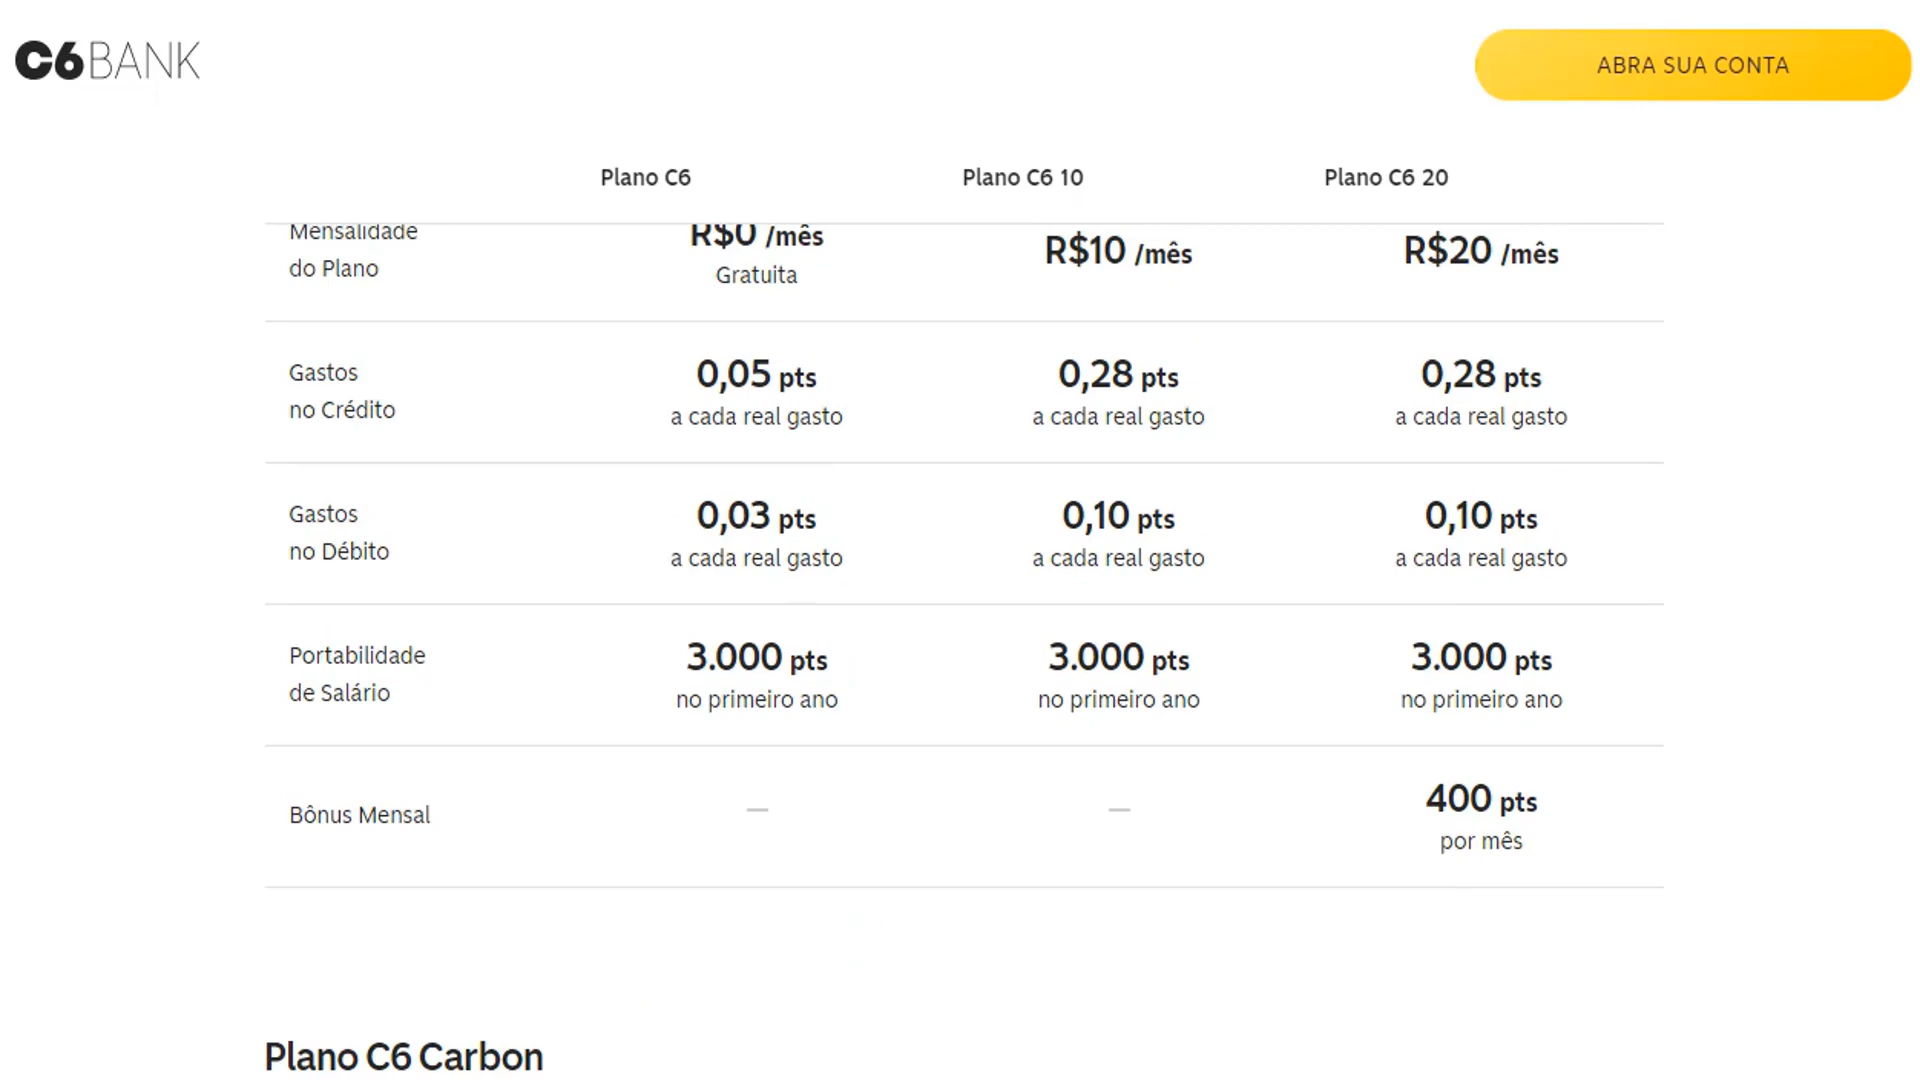 C6BANK
ABRA SUA CONTA
Plano C6
Plano C6 10
Plano C6 20
Mensalidade
do Plano
R$0 /mês
Gratuita
R$10 /mês
R$20 /mês
Gastos
no Crédito
0,05 pts
a cada real gasto
0,28 pts
a cada real gasto
0,28 pts
a cada real gasto
Gastos
no Débito
0,03 pts
a cada real gasto
0,10 pts
a cada real gasto
0,10 pts
a cada real gasto
Portabilidade
de Salário
3.000 pts
no primeiro ano
3.000 pts
no primeiro ano
3.000 pts
no primeiro ano
Bônus Mensal
—
—
400 pts
por mês
Plano C6 Carbon